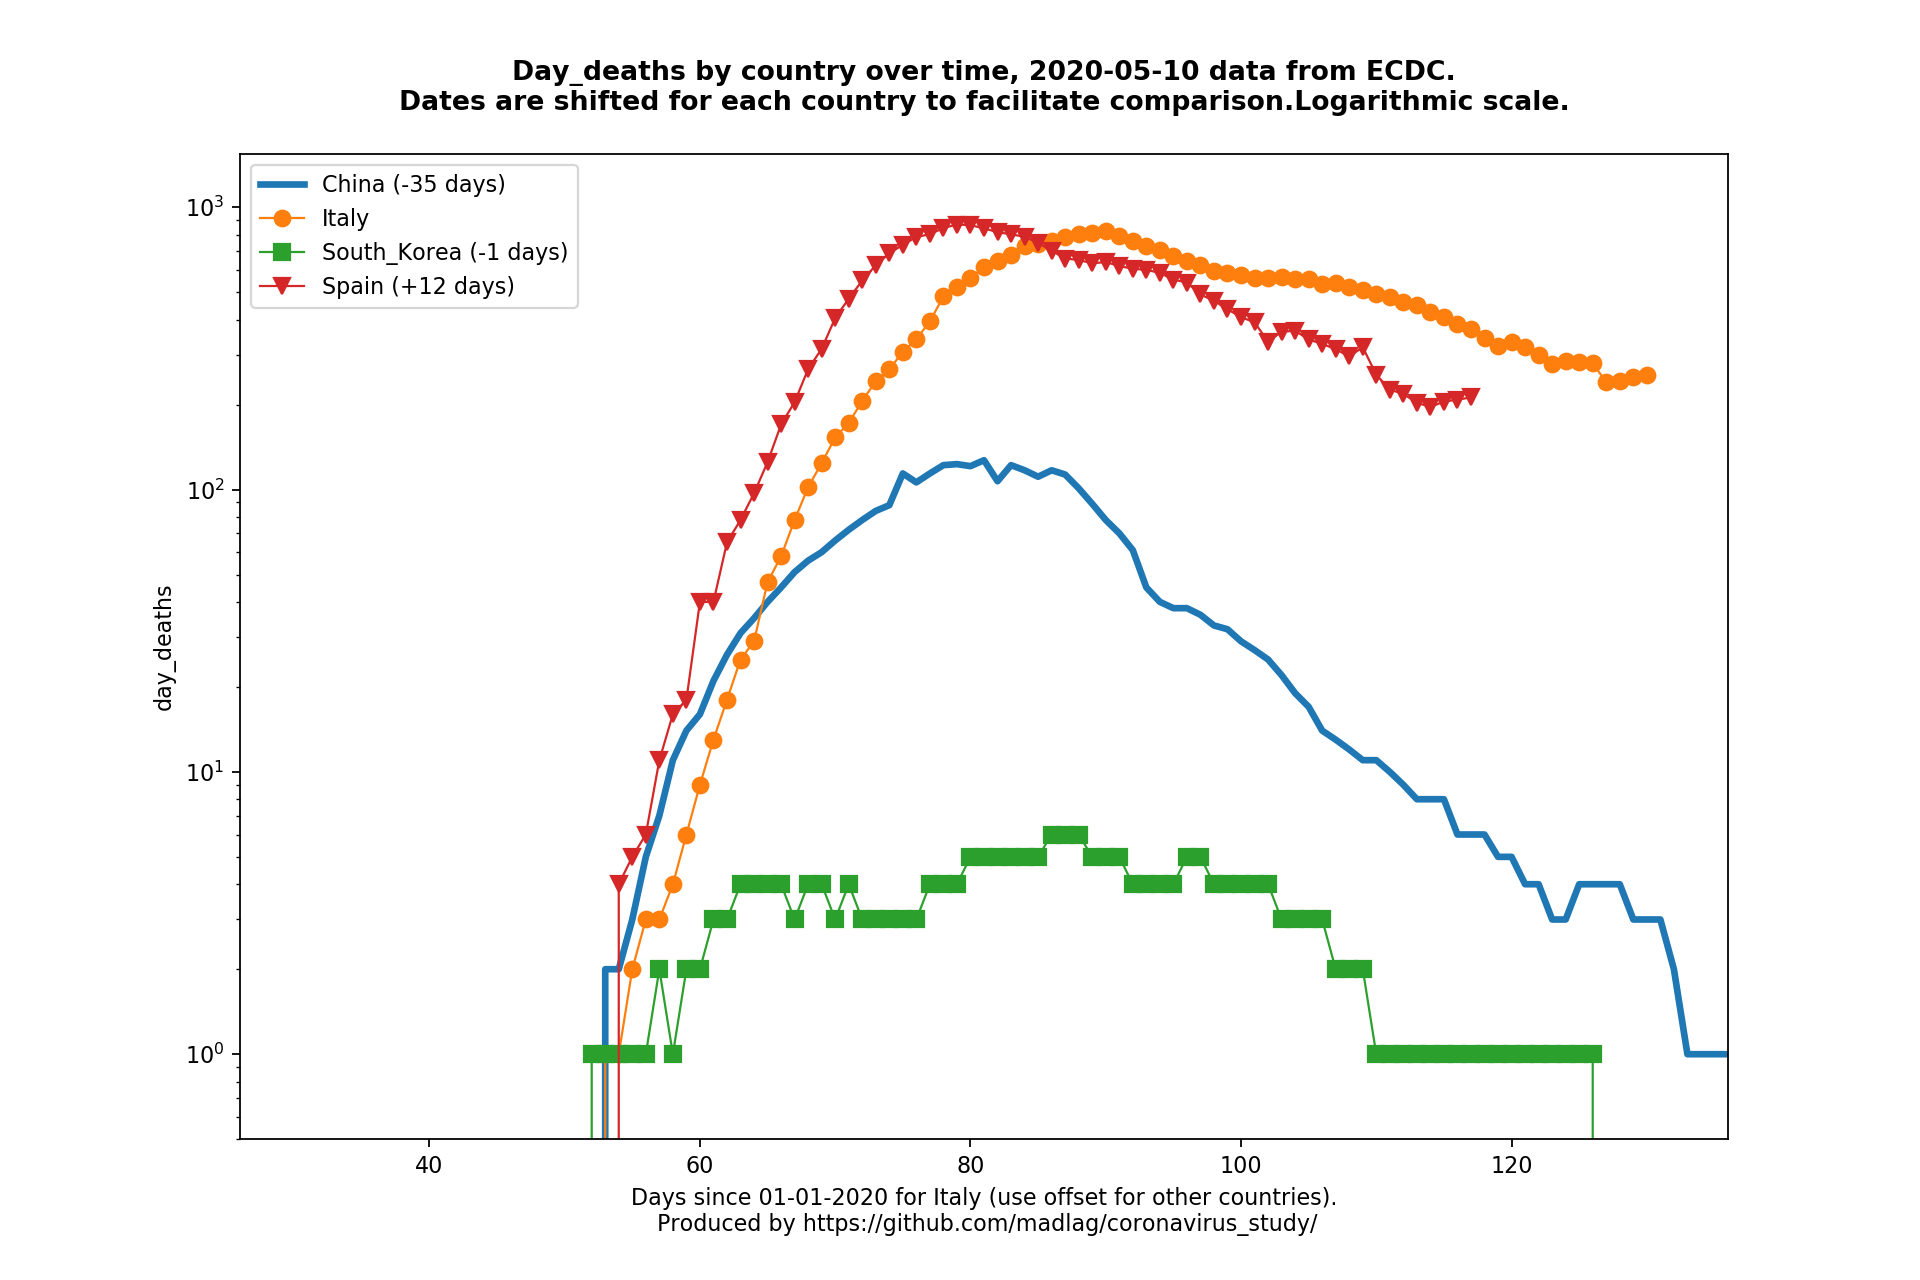 Day_deaths by country over time, 2020-05-10 data from ECDC.
Dates are shifted for each country to facilitate comparison.Logarithmic scale.
China (-35 days)
Italy
South_Korea (-1 days)
Spain (+12 days)
10³
10²
10¹
10⁰
day_deaths
40 60 80 100 120
Days since 01-01-2020 for Italy (use offset for other countries).
Produced by https://github.com/madlag/coronavirus_study/